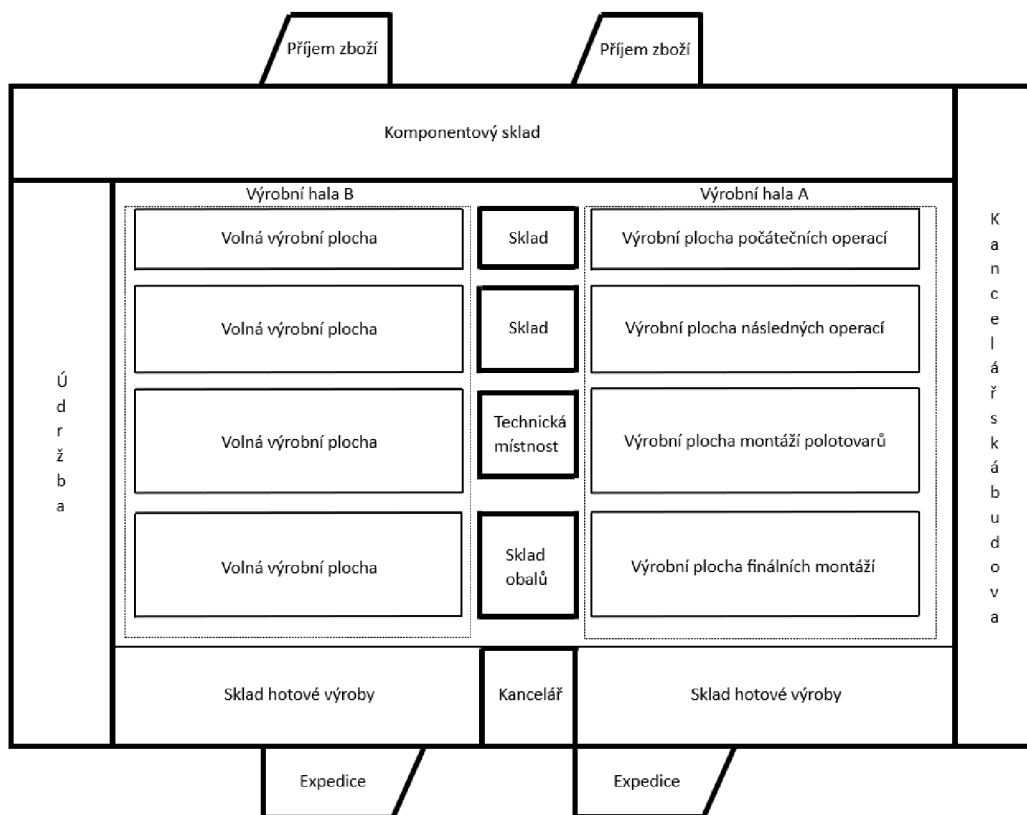 Příjem zboží
Příjem zboží
Komponentový sklad
Výrobní hala B
Výrobní hala A
Volná výrobní plocha
Sklad
Výrobní plocha počátečních operací
Volná výrobní plocha
Sklad
Výrobní plocha následných operací
Volná výrobní plocha
Technická
místnost
Výrobní plocha montáží polotovarů
Volná výrobní plocha
Sklad
obalů
Výrobní plocha finálních montáží
Údržba
Kancelářská budova
Sklad hotové výroby
Kancelář
Sklad hotové výroby
Expedice
Expedice